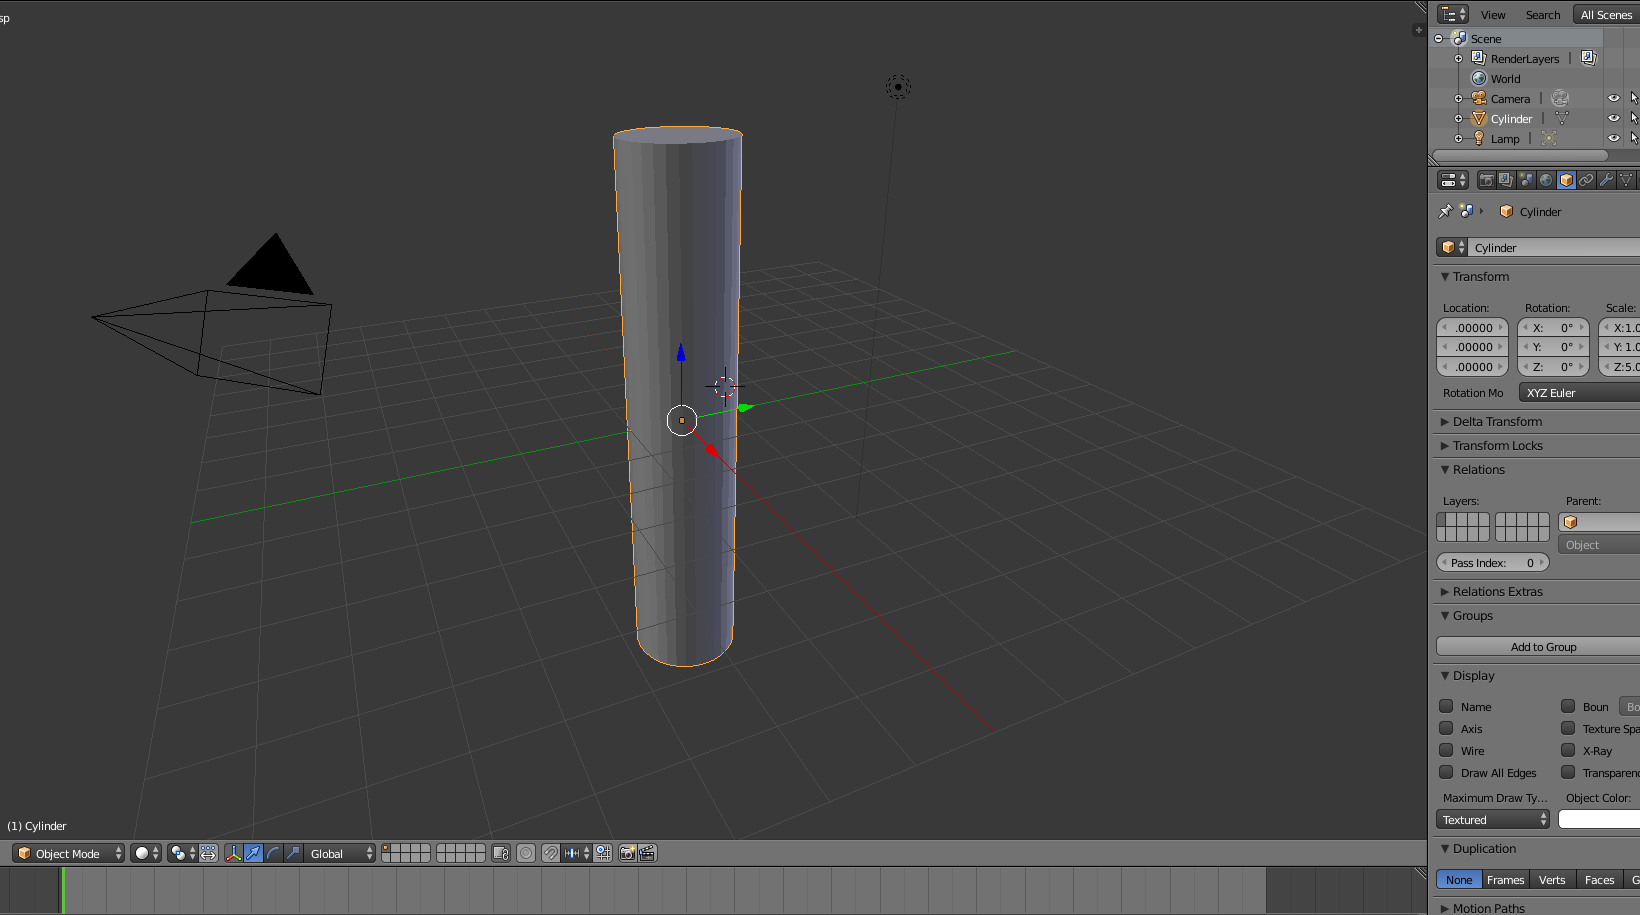 sp
(1) Cylinder
Object Mode
Global
View Search All Scenes
Scene
RenderLayers
World
Camera
Cylinder
Lamp
Cylinder
Cylinder
Transform
Location: Rotation: Scale:
.00000 X: 0° X:1.0
.00000 Y: 0° Y: 1.0
.00000 Z: 0° Z:5.0
Rotation Mo XYZ Euler
Delta Transform
Transform Locks
Relations
Layers: Parent:
Object
Pass Index: 0
Relations Extras
Groups
Add to Group
Display
Name Boun Bo
Axis Texture Spa
Wire X-Ray
Draw All Edges Transparen
Maximum Draw Ty... Object Color:
Textured
Duplication
None Frames Verts Faces G
Motion Paths